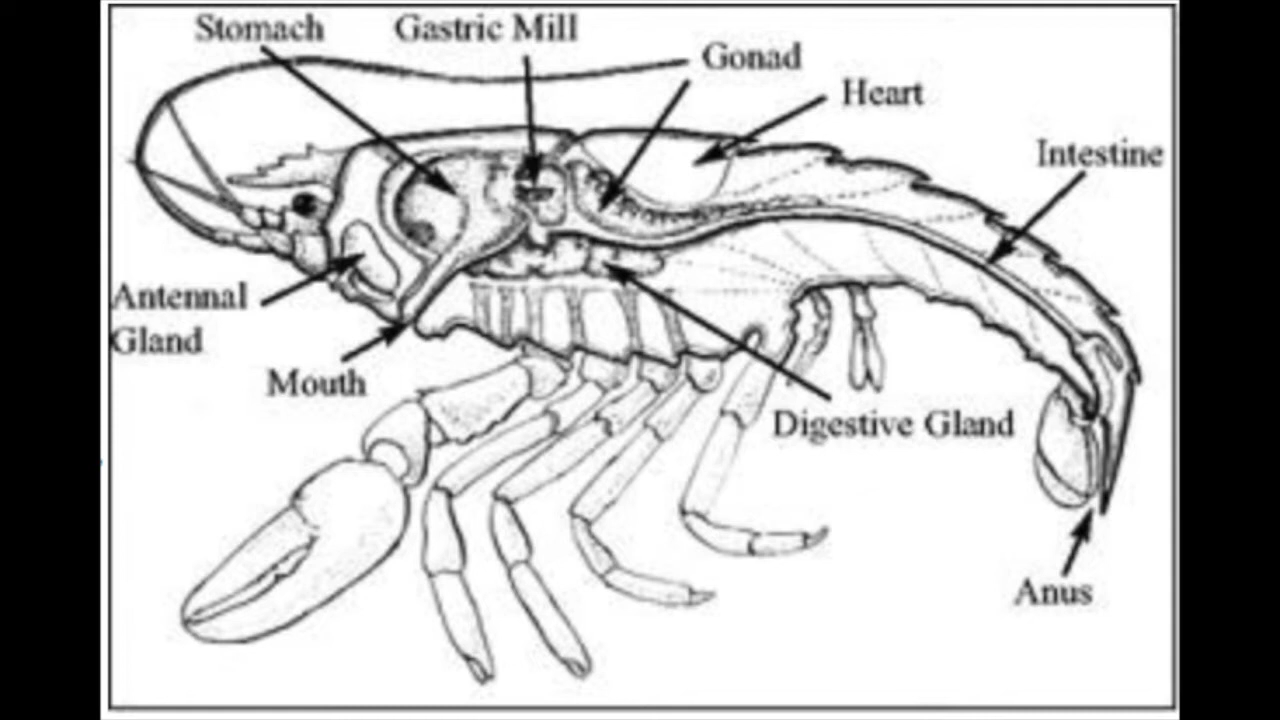 Stomach
Gastric Mill
Gonad
Heart
Intestine
Antennal
Gland
Mouth
Digestive Gland
Anus